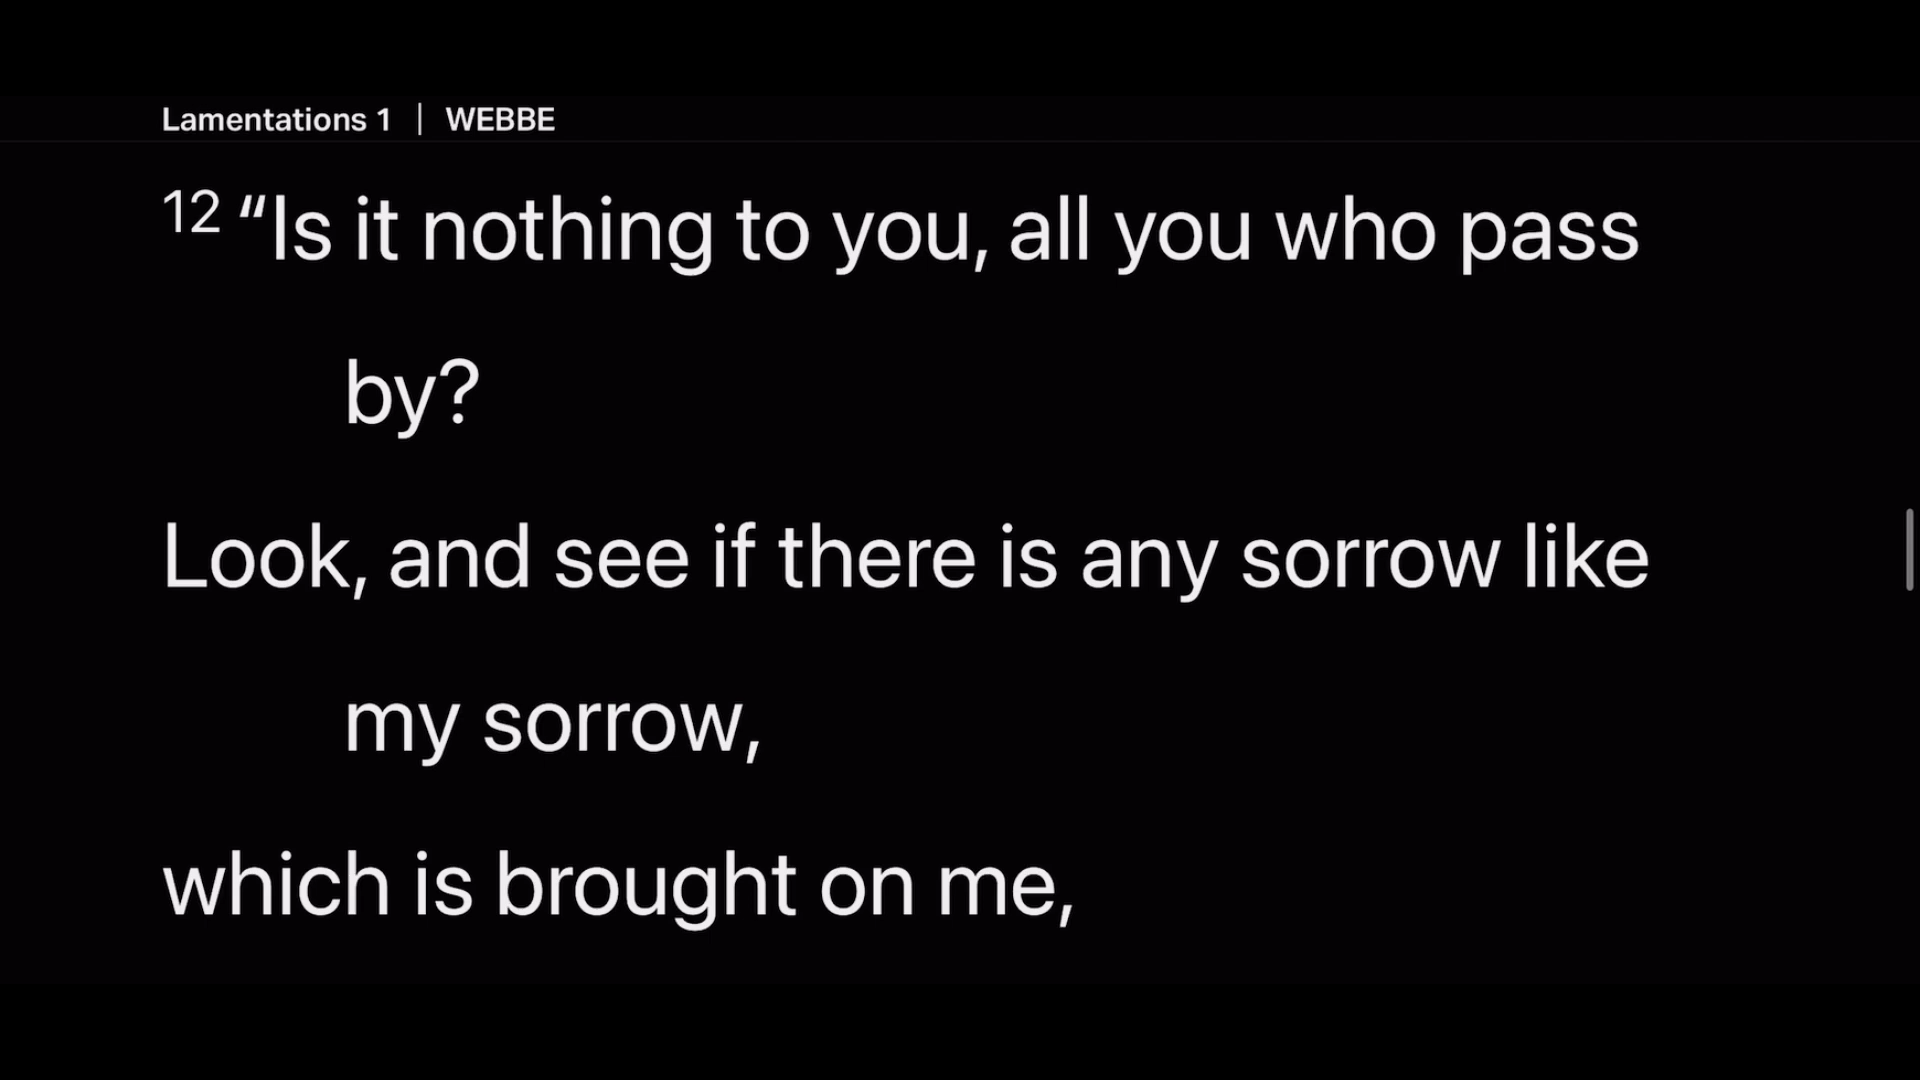 Lamentations 1 | WEBBE
12 “Is it nothing to you, all you who pass
by?
Look, and see if there is any sorrow like
my sorrow,
which is brought on me,